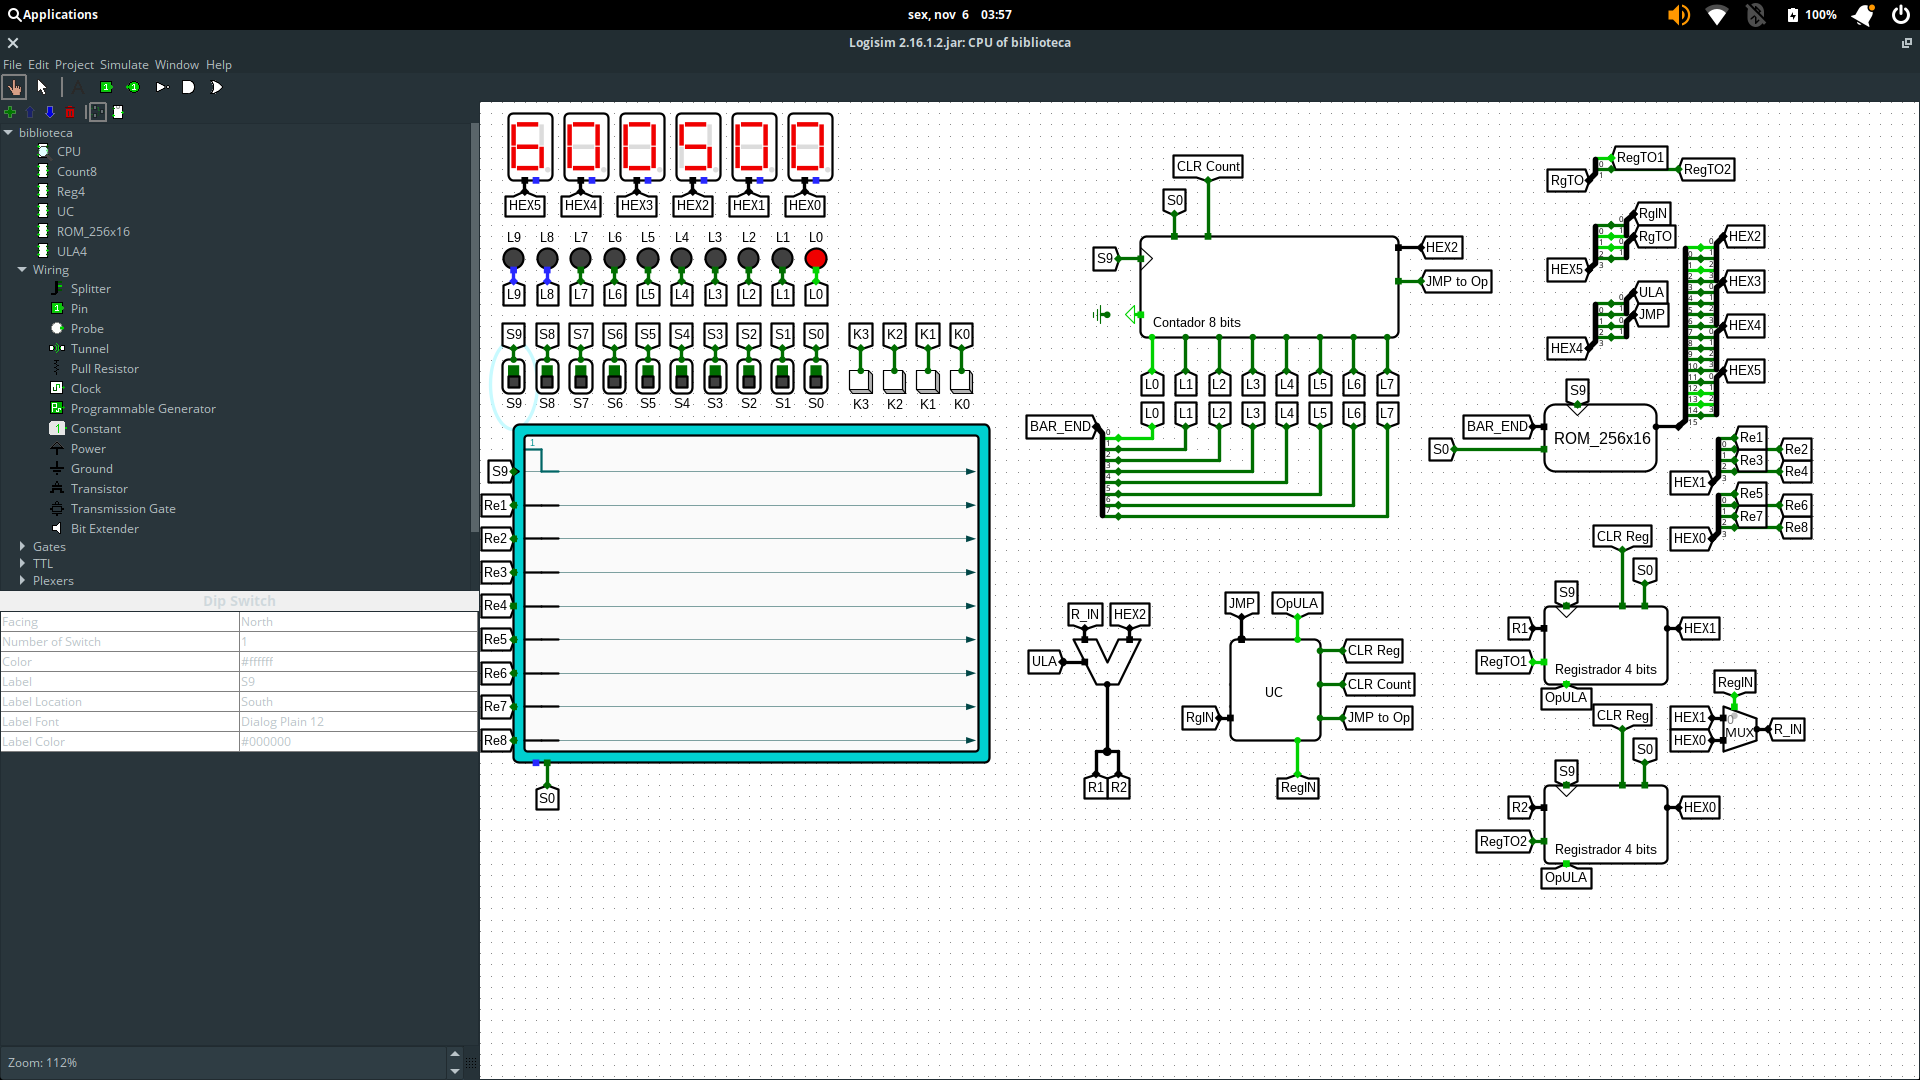 Applications
sex, nov 6 03:57
100%
Logisim 2.16.1.2.jar: CPU of biblioteca
File Edit Project Simulate Window Help
biblioteca
CPU
Count8
Reg4
UC
ROM_256x16
ULA4
Wiring
Splitter
Pin
Probe
Tunnel
Pull Resistor
Clock
Programmable Generator
Constant
Power
Ground
Transistor
Transmission Gate
Bit Extender
Gates
TTL
Plexers
Dip Switch
Facing North
Number of Switch 1
Color #ffffff
Label S9
Label Location South
Label Font Dialog Plain 12
Label Color #000000
Zoom: 112%
HEX5 HEX4 HEX3 HEX2 HEX1 HEX0
L9 L8 L7 L6 L5 L4 L3 L2 L1 L0
L9 L8 L7 L6 L5 L4 L3 L2 L1 L0
S9 S8 S7 S6 S5 S4 S3 S2 S1 S0 K3 K2 K1 K0
S9 S8 S7 S6 S5 S4 S3 S2 S1 S0 K3 K2 K1 K0
1
S9
Re1
Re2
Re3
Re4
Re5
Re6
Re7
Re8
S0
CLR Count
S0
S9
HEX2
JMP to Op
Contador 8 bits
L0 L1 L2 L3 L4 L5 L6 L7
L0 L1 L2 L3 L4 L5 L6 L7
BAR_END
R_IN HEX2
ULA
R1 R2
JMP OpULA
CLR Reg
CLR Count
UC
RgIN
JMP to Op
RegIN
RegTO1
RegTO2
RgTO
RgIN
RgTO
HEX5
ULA
JMP
HEX4
HEX2
HEX3
HEX4
HEX5
S9
BAR_END
S0
ROM_256x16
Re1
Re2
Re3
Re4
HEX1
Re5
Re6
Re7
Re8
HEX0
CLR Reg
S0
S9
R1
HEX1
RegTO1
Registrador 4 bits
OpULA
CLR Reg
RegIN
HEX1
HEX0
0
MUX
R_IN
S0
S9
R2
HEX0
RegTO2
Registrador 4 bits
OpULA